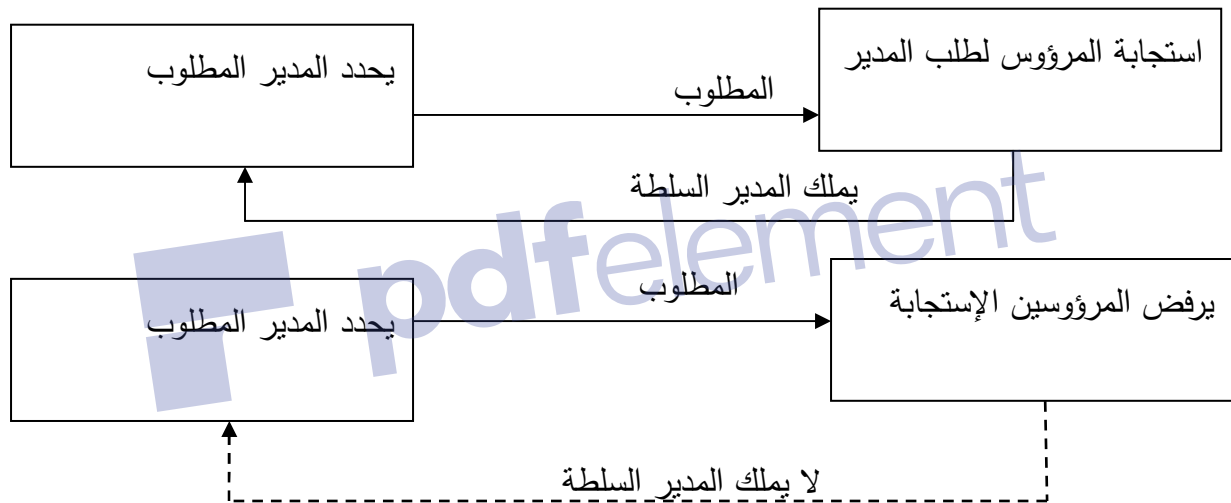 استجابة المرؤوس لطلب المدير
يحدد المدير المطلوب
المطلوب
يملك المدير السلطة
pdfelement
المطلوب
يرفض المرؤوسين الإستجابة
يحدد المدير المطلوب
لا يملك المدير السلطة